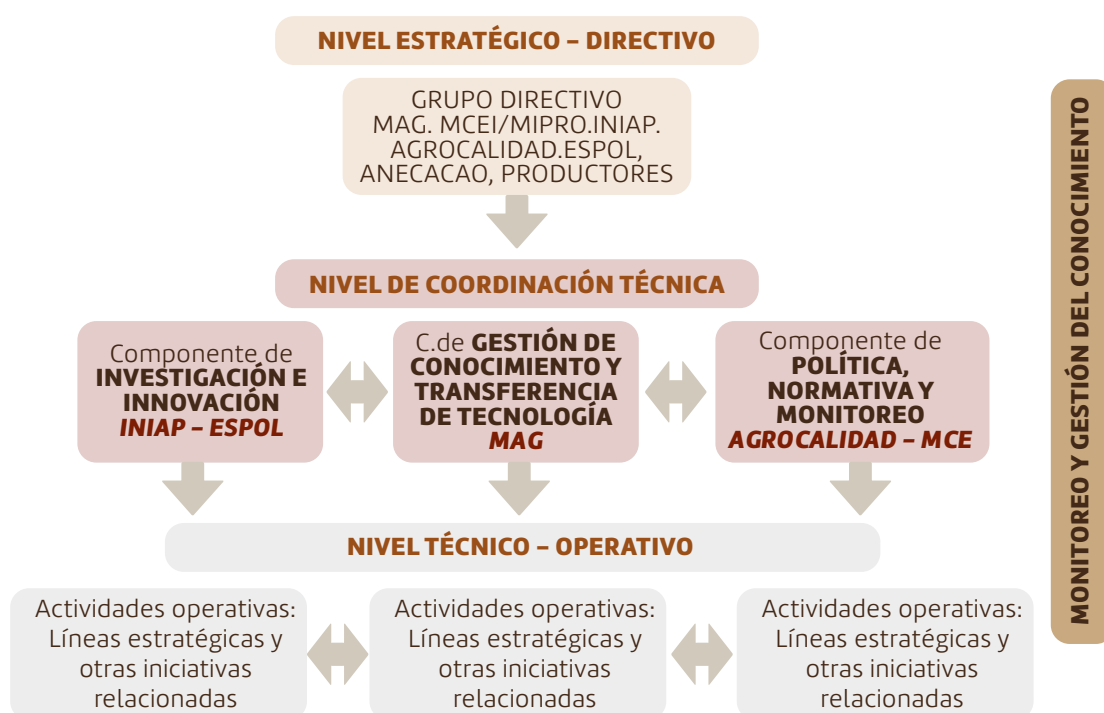 NIVEL ESTRATÉGICO – DIRECTIVO
GRUPO DIRECTIVO
MAG. MCEI/MIPRO.INIAP.
AGROCALIDAD.ESPOL,
ANECACAO, PRODUCTORES
NIVEL DE COORDINACIÓN TÉCNICA
Componente de
INVESTIGACIÓN E
INNOVACIÓN
INIAP – ESPOL
C.de GESTIÓN DE
CONOCIMIENTO Y
TRANSFERENCIA
DE TECNOLOGÍA
MAG
Componente de
POLÍTICA,
NORMATIVA Y
MONITOREO
AGROCALIDAD – MCE
NIVEL TÉCNICO – OPERATIVO
Actividades operativas:
Líneas estratégicas y
otras iniciativas
relacionadas
Actividades operativas:
Líneas estratégicas y
otras iniciativas
relacionadas
Actividades operativas:
Líneas estratégicas y
otras iniciativas
relacionadas
MONITOREO Y GESTIÓN DEL CONOCIMIENTO